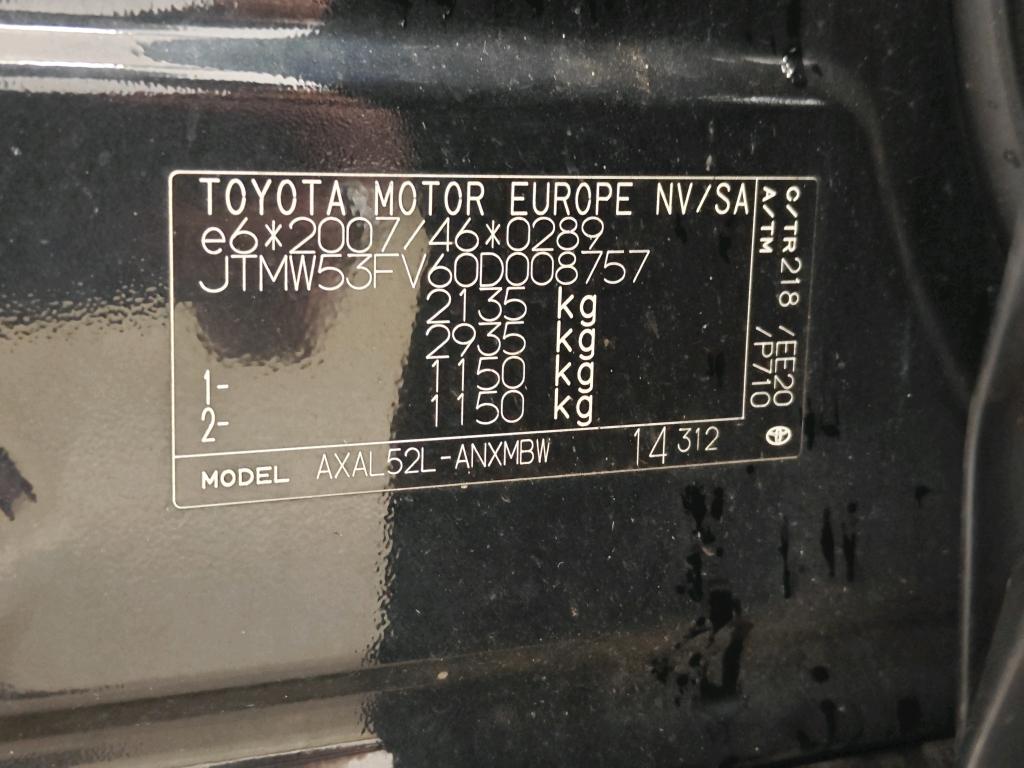 TOYOTA MOTOR EUROPE NV/SA
e6*2007/46*0289
JTMW53FV60D008757
2135 kg
2935 kg
1- 1150 kg
2- 1150 kg
MODEL AXAL52L-ANXMBW 14 312
C/TR 218 /EE20
A/TM /P710